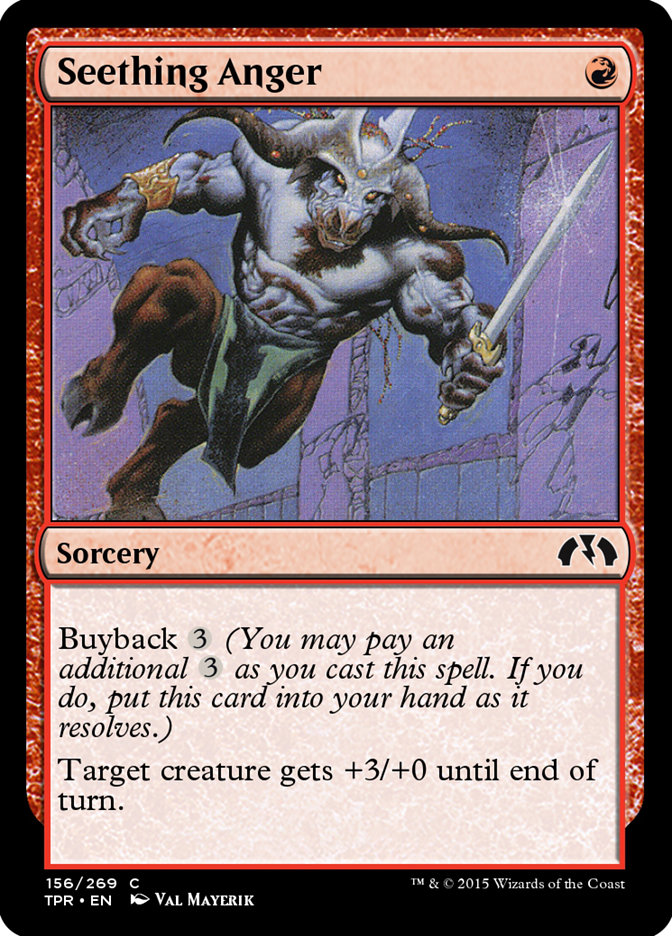 Seething Anger
Sorcery
Buyback 3 (You may pay an
additional 3 as you cast this spell. If you
do, put this card into your hand as it
resolves.)
Target creature gets +3/+0 until end of
turn.
156/269 C
TPR • EN VAL MAYERIK
™ & © 2015 Wizards of the Coast